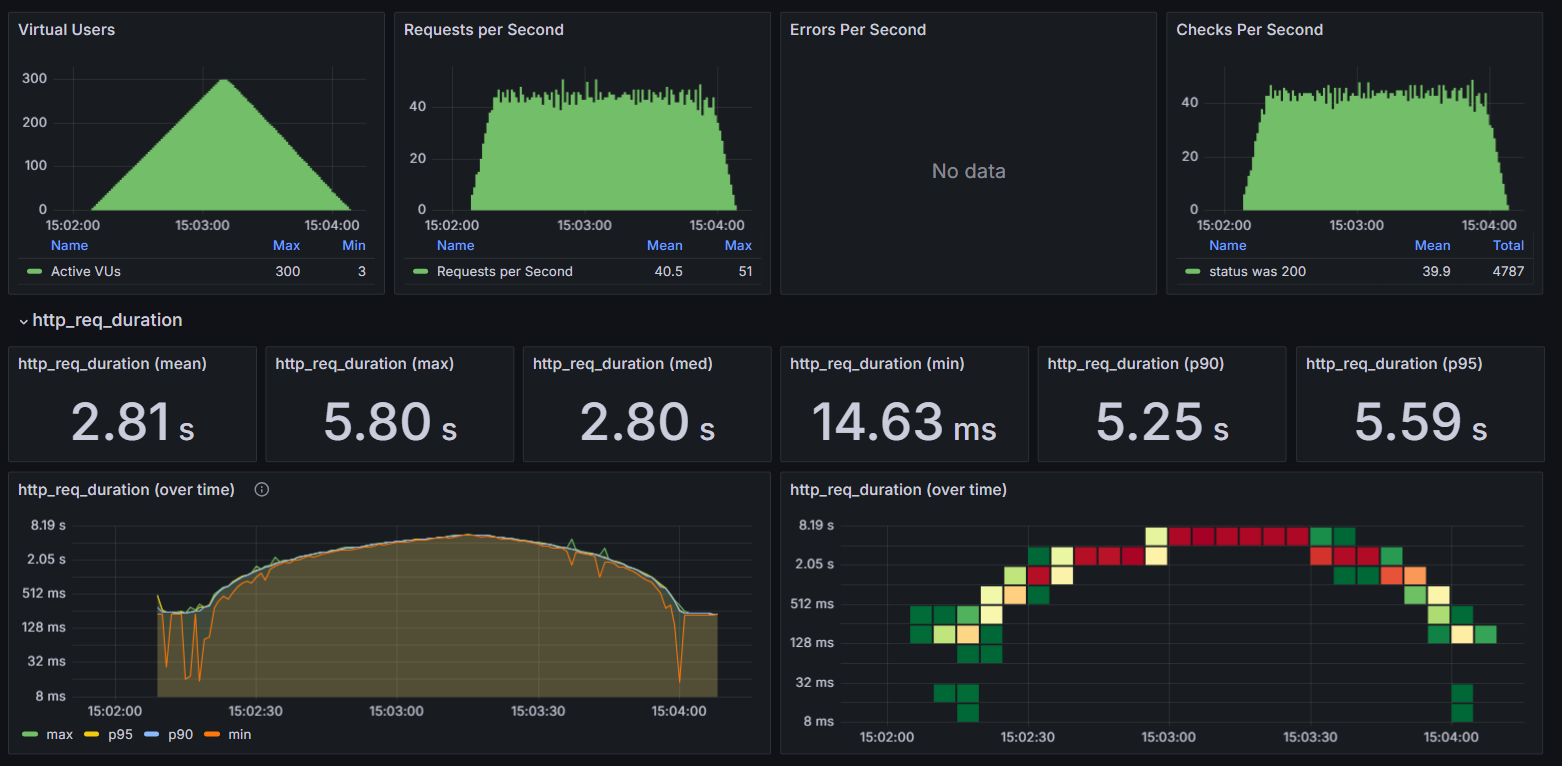 Virtual Users
Requests per Second
Errors Per Second
Checks Per Second
300
200
100
0
15:02:00 15:03:00 15:04:00
Name Max Min
Active VUs 300 3
40
20
0
15:02:00 15:03:00 15:04:00
Name Mean Max
Requests per Second 40.5 51
No data
40
20
0
15:02:00 15:03:00 15:04:00
Name Mean Total
status was 200 39.9 4787
http_req_duration
http_req_duration (mean)
2.81 s
http_req_duration (max)
5.80 s
http_req_duration (med)
2.80 s
http_req_duration (min)
14.63 ms
http_req_duration (p90)
5.25 s
http_req_duration (p95)
5.59 s
http_req_duration (over time)
8.19 s
2.05 s
512 ms
128 ms
32 ms
8 ms
15:02:00 15:02:30 15:03:00 15:03:30 15:04:00
max p95 p90 min
http_req_duration (over time)
8.19 s
2.05 s
512 ms
128 ms
32 ms
8 ms
15:02:00 15:02:30 15:03:00 15:03:30 15:04:00